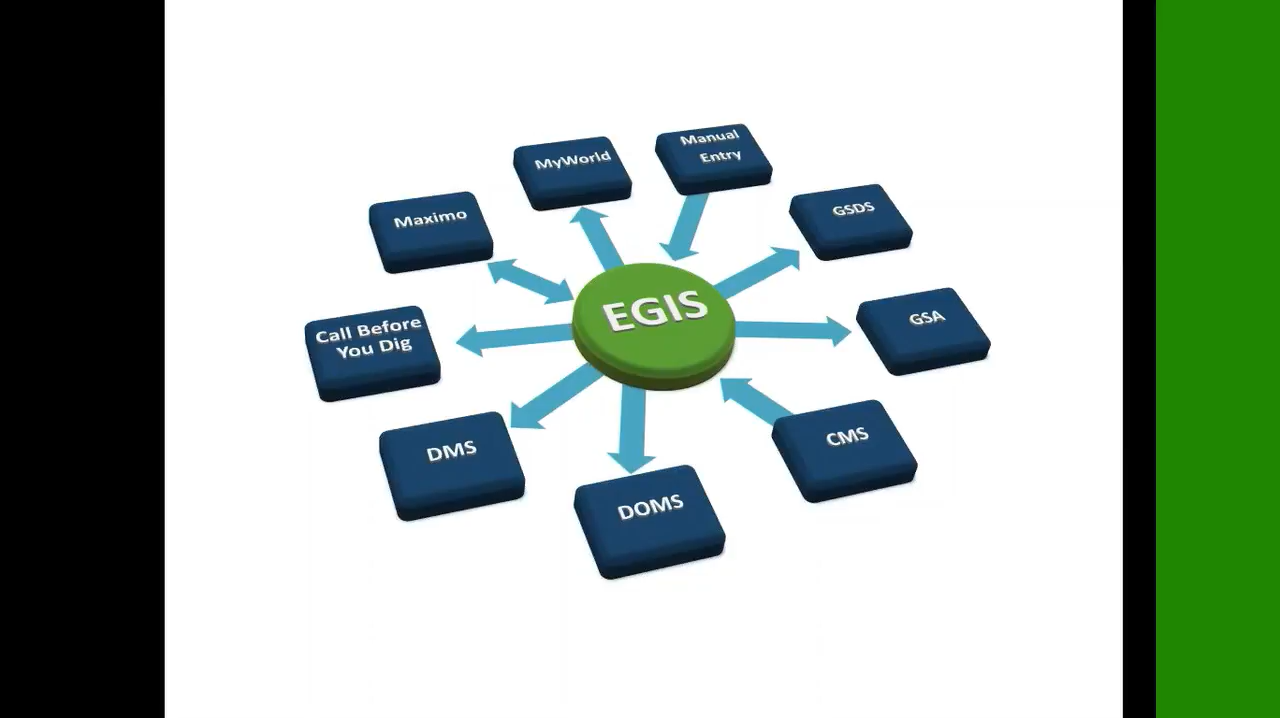 Manual
Entry
MyWorld
GSDS
Maximo
EGIS
GSA
Call Before
You Dig
CMS
DMS
DOMS